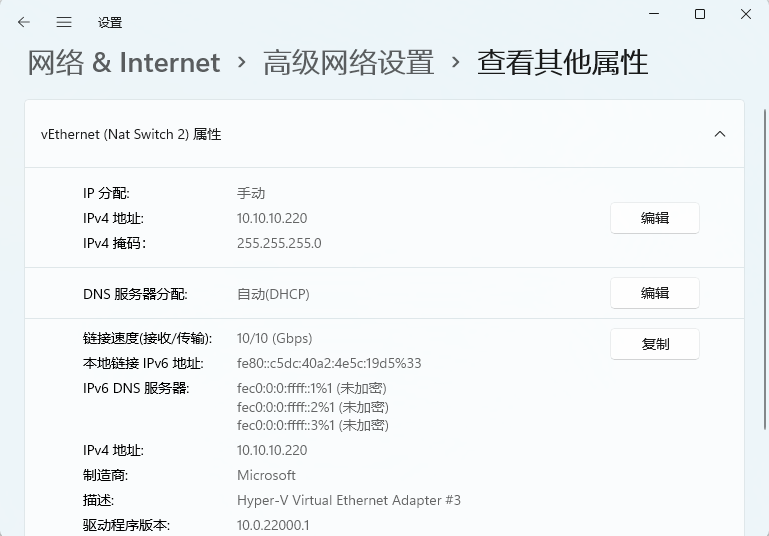 设置
网络 & Internet › 高级网络设置 › 查看其他属性
vEthernet (Nat Switch 2) 属性
IP 分配: 手动
IPv4 地址: 10.10.10.220
编辑
IPv4 掩码: 255.255.255.0
DNS 服务器分配: 自动(DHCP) 编辑
链接速度(接收/传输): 10/10 (Gbps) 复制
本地链接 IPv6 地址: fe80::c5dc:40a2:4e5c:19d5%33
IPv6 DNS 服务器: fec0:0:0:ffff::1%1 (未加密)
fec0:0:0:ffff::2%1 (未加密)
fec0:0:0:ffff::3%1 (未加密)
IPv4 地址: 10.10.10.220
制造商: Microsoft
描述: Hyper-V Virtual Ethernet Adapter #3
驱动程序版本: 10.0.22000.1